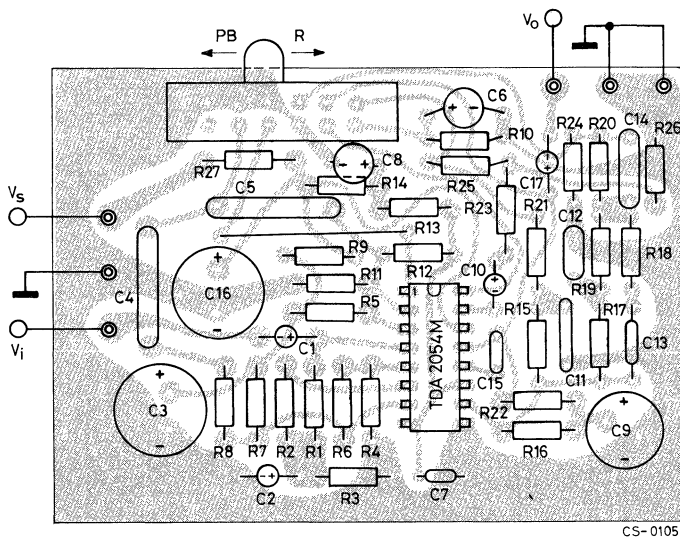 PB R
Vo
C6
R10
R24 R20 C14 R26
R27
C8
R14
R25
C17
C5
R23
R21
C12
Vs
R13
R9
R12
R18
C4
C16
R11
C10
R19
R5
R15
R17
C13
Vi
C1
TDA 2054M
C15
C11
C3
R22
C9
R8 R7 R2 R1 R6 R4
R16
C2
R3
C7
CS-0105